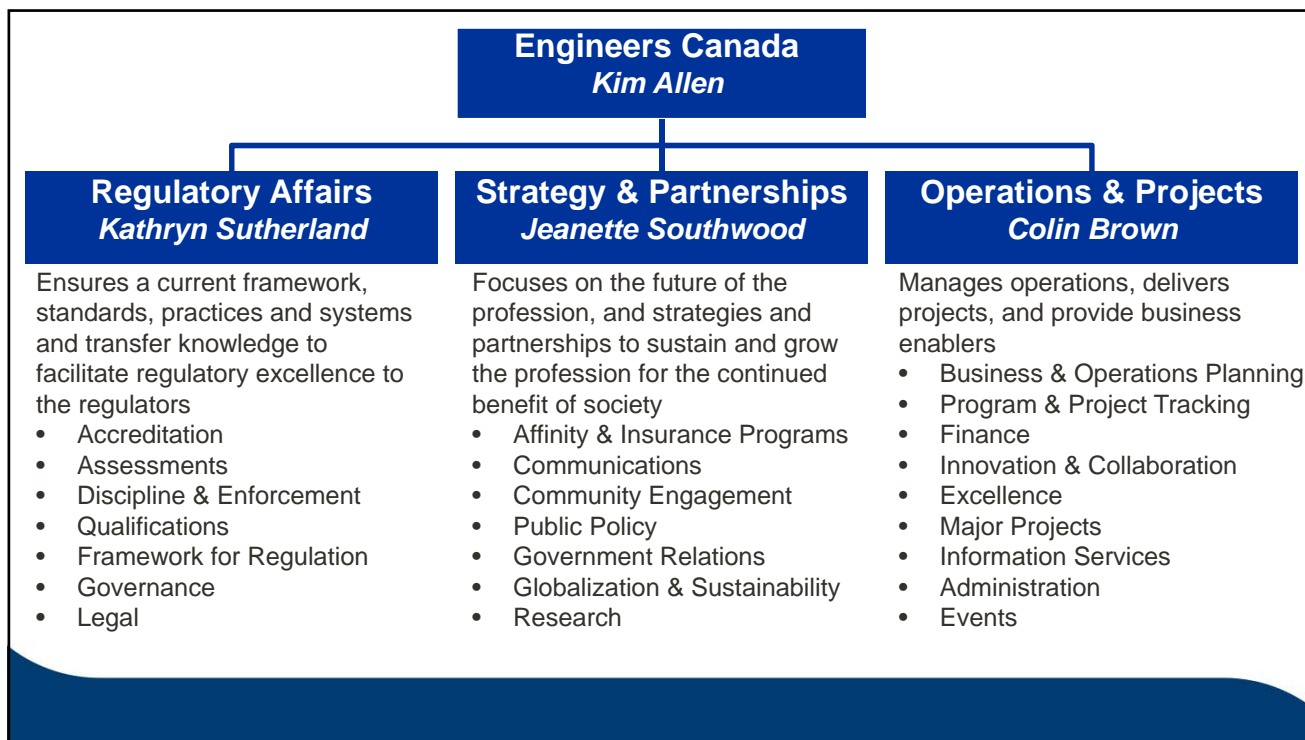 Engineers Canada
Kim Allen
Regulatory Affairs
Kathryn Sutherland
Ensures a current framework,
standards, practices and systems
and transfer knowledge to
facilitate regulatory excellence to
the regulators
• Accreditation
• Assessments
• Discipline & Enforcement
• Qualifications
• Framework for Regulation
• Governance
• Legal
Strategy & Partnerships
Jeanette Southwood
Focuses on the future of the
profession, and strategies and
partnerships to sustain and grow
the profession for the continued
benefit of society
• Affinity & Insurance Programs
• Communications
• Community Engagement
• Public Policy
• Government Relations
• Globalization & Sustainability
• Research
Operations & Projects
Colin Brown
Manages operations, delivers
projects, and provide business
enablers
• Business & Operations Planning
• Program & Project Tracking
• Finance
• Innovation & Collaboration
• Excellence
• Major Projects
• Information Services
• Administration
• Events